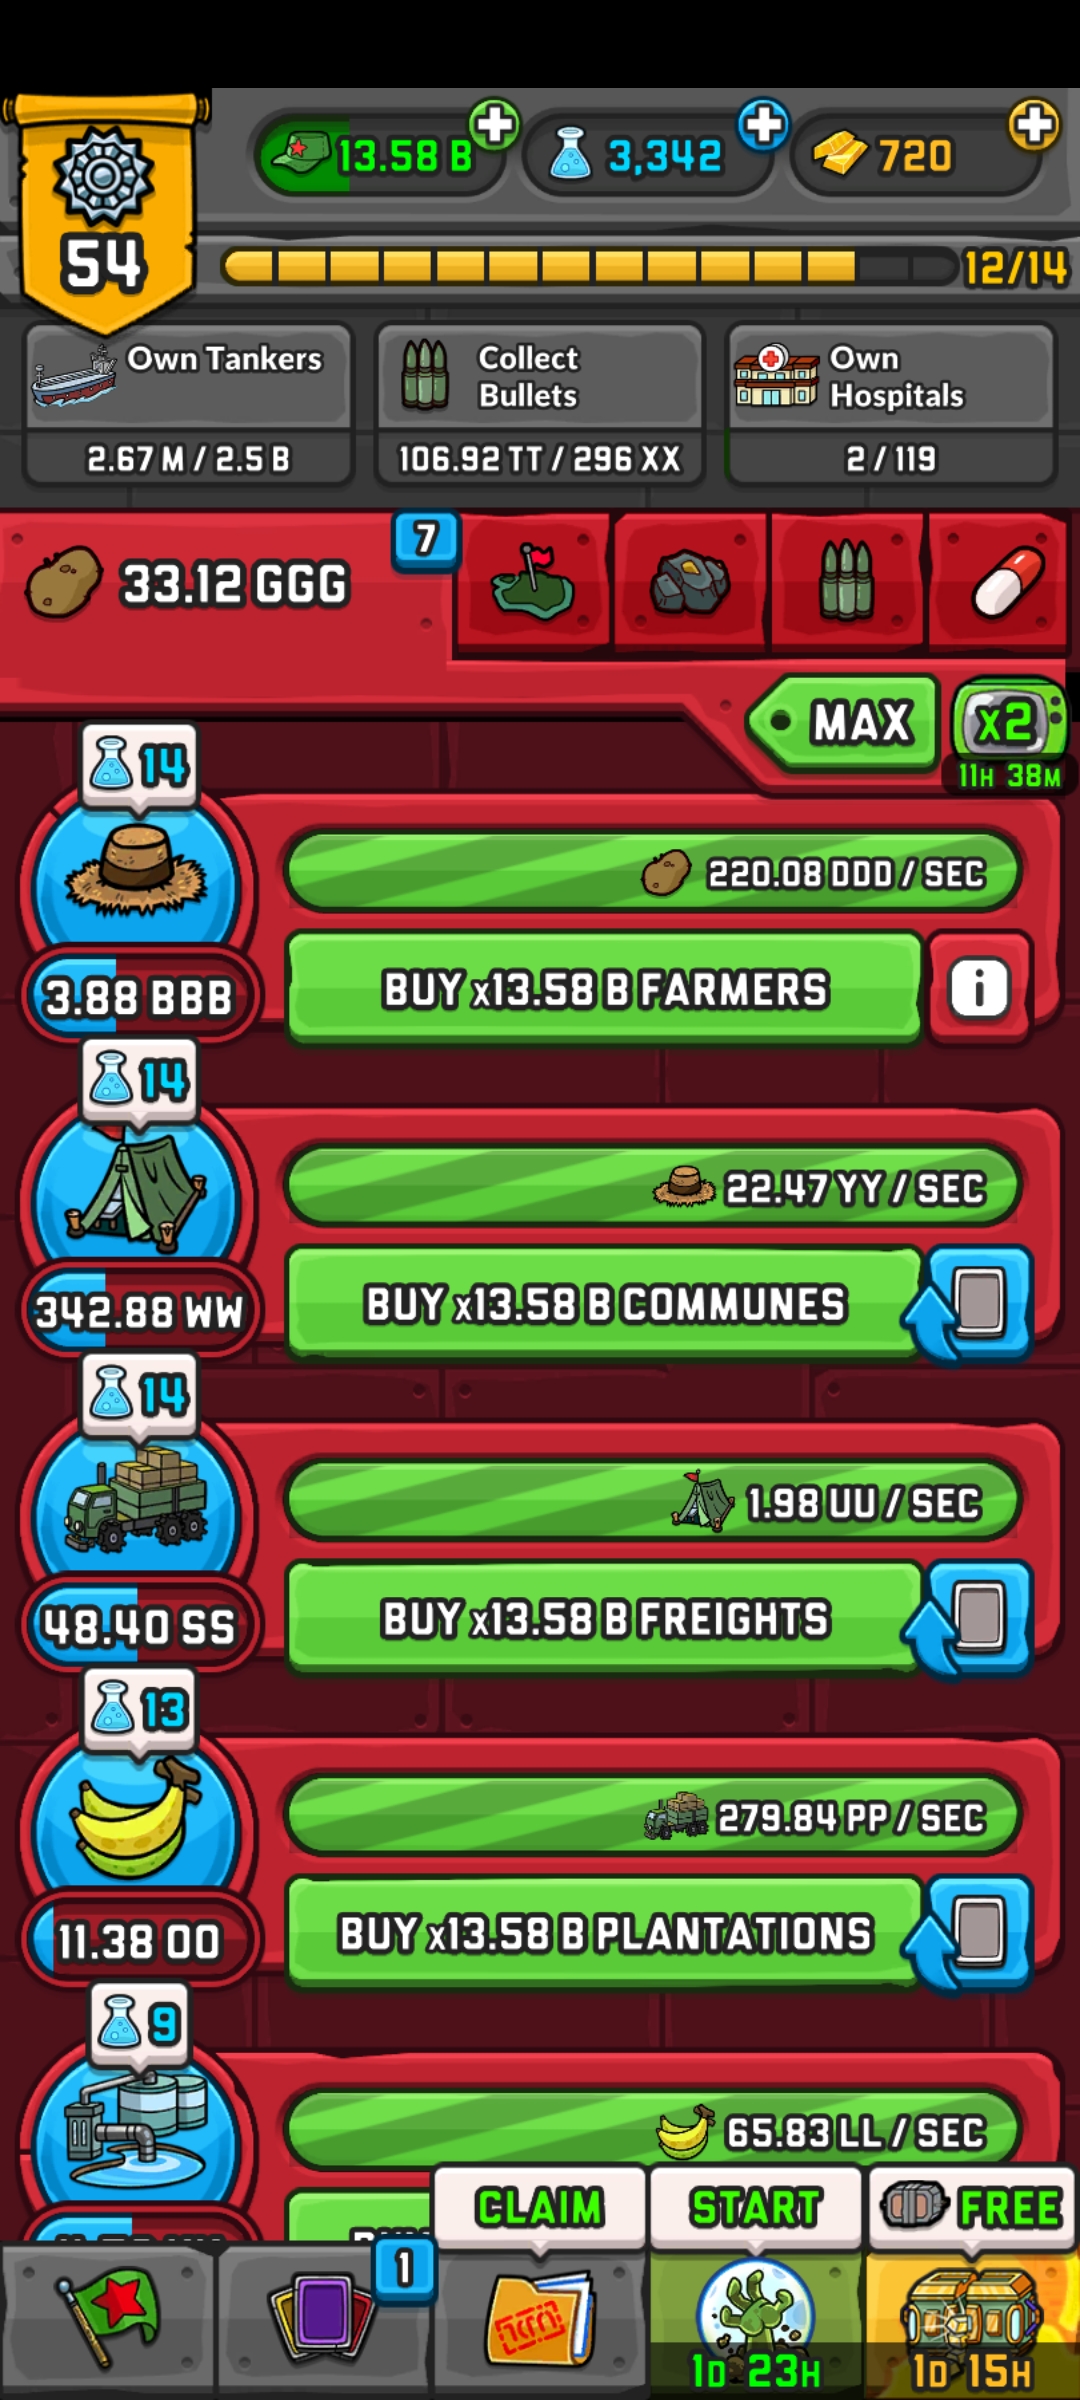 54
13.58 B
3,342
720
12/14
Own Tankers
2.67 M / 2.5 B
Collect
Bullets
106.92 TT / 296 XX
Own
Hospitals
2 / 119
33.12 GGG
7
MAX
x2
11H 38M
14
220.08 DDD / SEC
3.88 BBB
BUY x13.58 B FARMERS
i
14
22.47 YY / SEC
342.88 WW
BUY x13.58 B COMMUNES
14
1.98 UU / SEC
48.40 SS
BUY x13.58 B FREIGHTS
13
279.84 PP / SEC
11.38 OO
BUY x13.58 B PLANTATIONS
9
65.83 LL / SEC
CLAIM
START
FREE
1
1D 23H
1D 15H